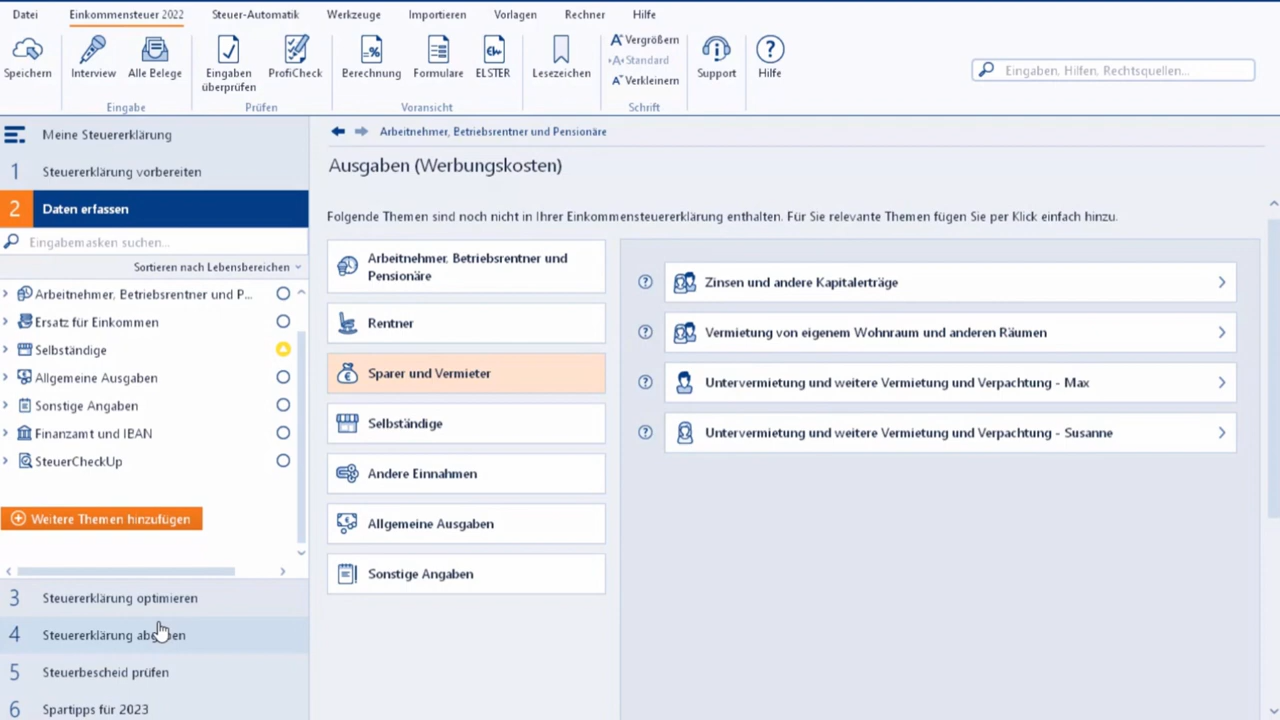 Datei Einkommensteuer 2022 Steuer-Automatik Werkzeuge Importieren Vorlagen Rechner Hilfe
Speichern
Interview
Alle Belege
Eingabe
Eingaben
überprüfen
ProfiCheck
Prüfen
Berechnung
Formulare
ELSTER
Voransicht
Lesezeichen
Vergrößern
Standard
Verkleinern
Schrift
Support
Hilfe
Eingaben, Hilfen, Rechtsquellen...
Meine Steuererklärung
1 Steuererklärung vorbereiten
2 Daten erfassen
Eingabemasken suchen...
Sortieren nach Lebensbereichen
Arbeitnehmer, Betriebsrentner und P...
Ersatz für Einkommen
Selbständige
Allgemeine Ausgaben
Sonstige Angaben
Finanzamt und IBAN
SteuerCheckUp
Weitere Themen hinzufügen
3 Steuererklärung optimieren
4 Steuererklärung
5 Steuerbescheid prüfen
6 Spartipps für 2023
Arbeitnehmer, Betriebsrentner und Pensionäre
Ausgaben (Werbungskosten)
Folgende Themen sind noch nicht in Ihrer Einkommensteuererklärung enthalten. Für Sie relevante Themen fügen Sie per Klick einfach hinzu.
Arbeitnehmer, Betriebsrentner und
Pensionäre
Rentner
Sparer und Vermieter
Selbständige
Andere Einnahmen
Allgemeine Ausgaben
Sonstige Angaben
Zinsen und andere Kapitalerträge
Vermietung von eigenem Wohnraum und anderen Räumen
Untervermietung und weitere Vermietung und Verpachtung - Max
Untervermietung und weitere Vermietung und Verpachtung - Susanne